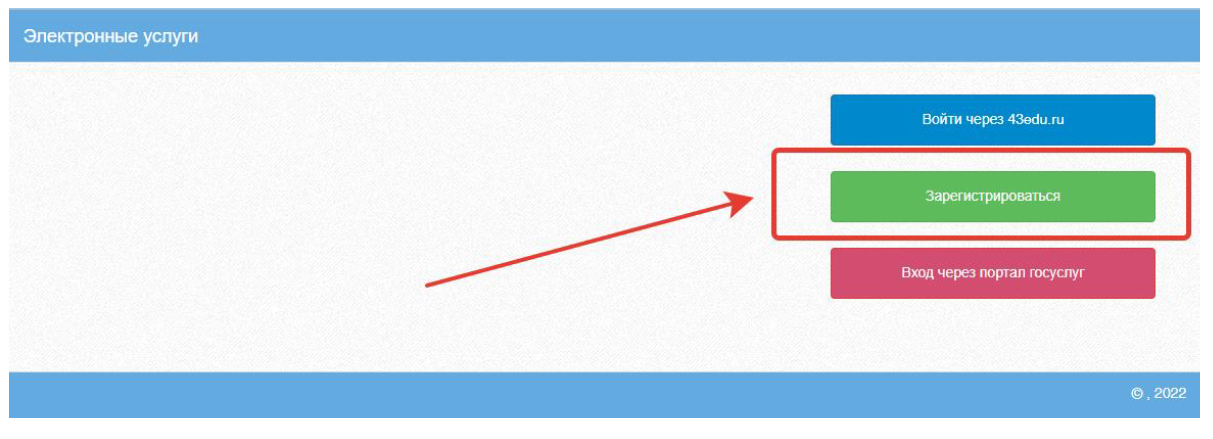 Электронные услуги
Войти через 43edu.ru
Зарегистрироваться
Вход через портал госуслуг
© , 2022